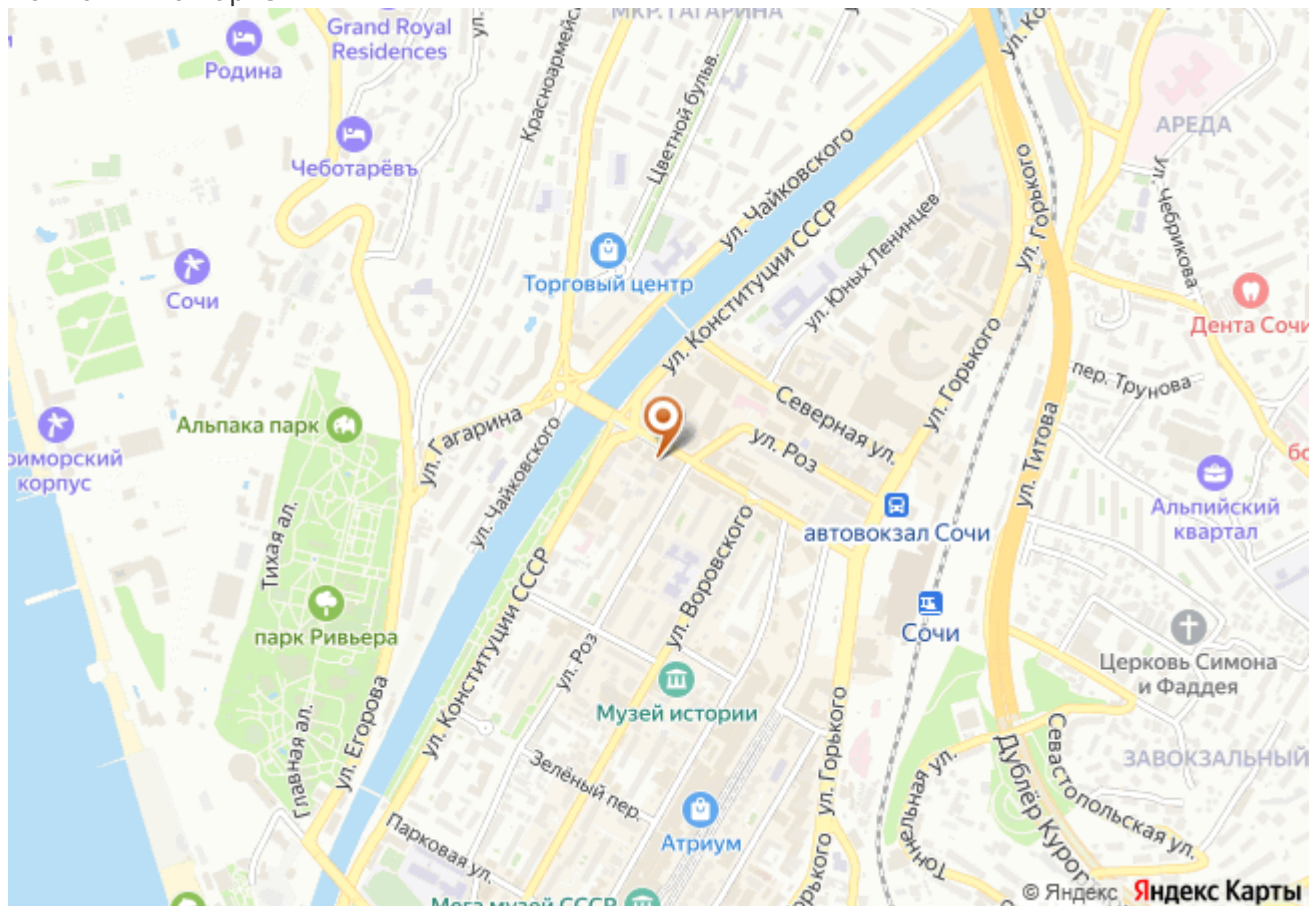 МКР. ГАГАРИНА
Grand Royal
Residences
Родина
Чеботарёвъ
Красноармейс
Цветной бульв.
ул. Чайковского
ул. Конституции СССР
ул. Юных Ленинцев
ул. Горького
АРЕДА
ул. Чебрикова
Сочи
Торговый центр
Дента Сочи
пер. Трунова
Альпака парк
ул. Гагарина
ул. Чайковского
Северная ул.
ул. Роз
ул. Горького
ул. Титова
риморский
корпус
Альпийский
квартал
автовокзал Сочи
Тихая ал.
парк Ривьера
ул. Конституции СССР
ул. Воровского
ул. Роз
Сочи
Церковь Симона
и Фаддея
Музей истории
Главная ал.
ул. Егорова
ул. Горького
Зелёный пер.
ЗАВОКЗАЛЬНЫЙ
Севастопольская ул.
Тоннельная ул.
Дублёр Курор
Парковая ул.
Атриум
Мега музей СССР
© Яндекс Яндекс Карты